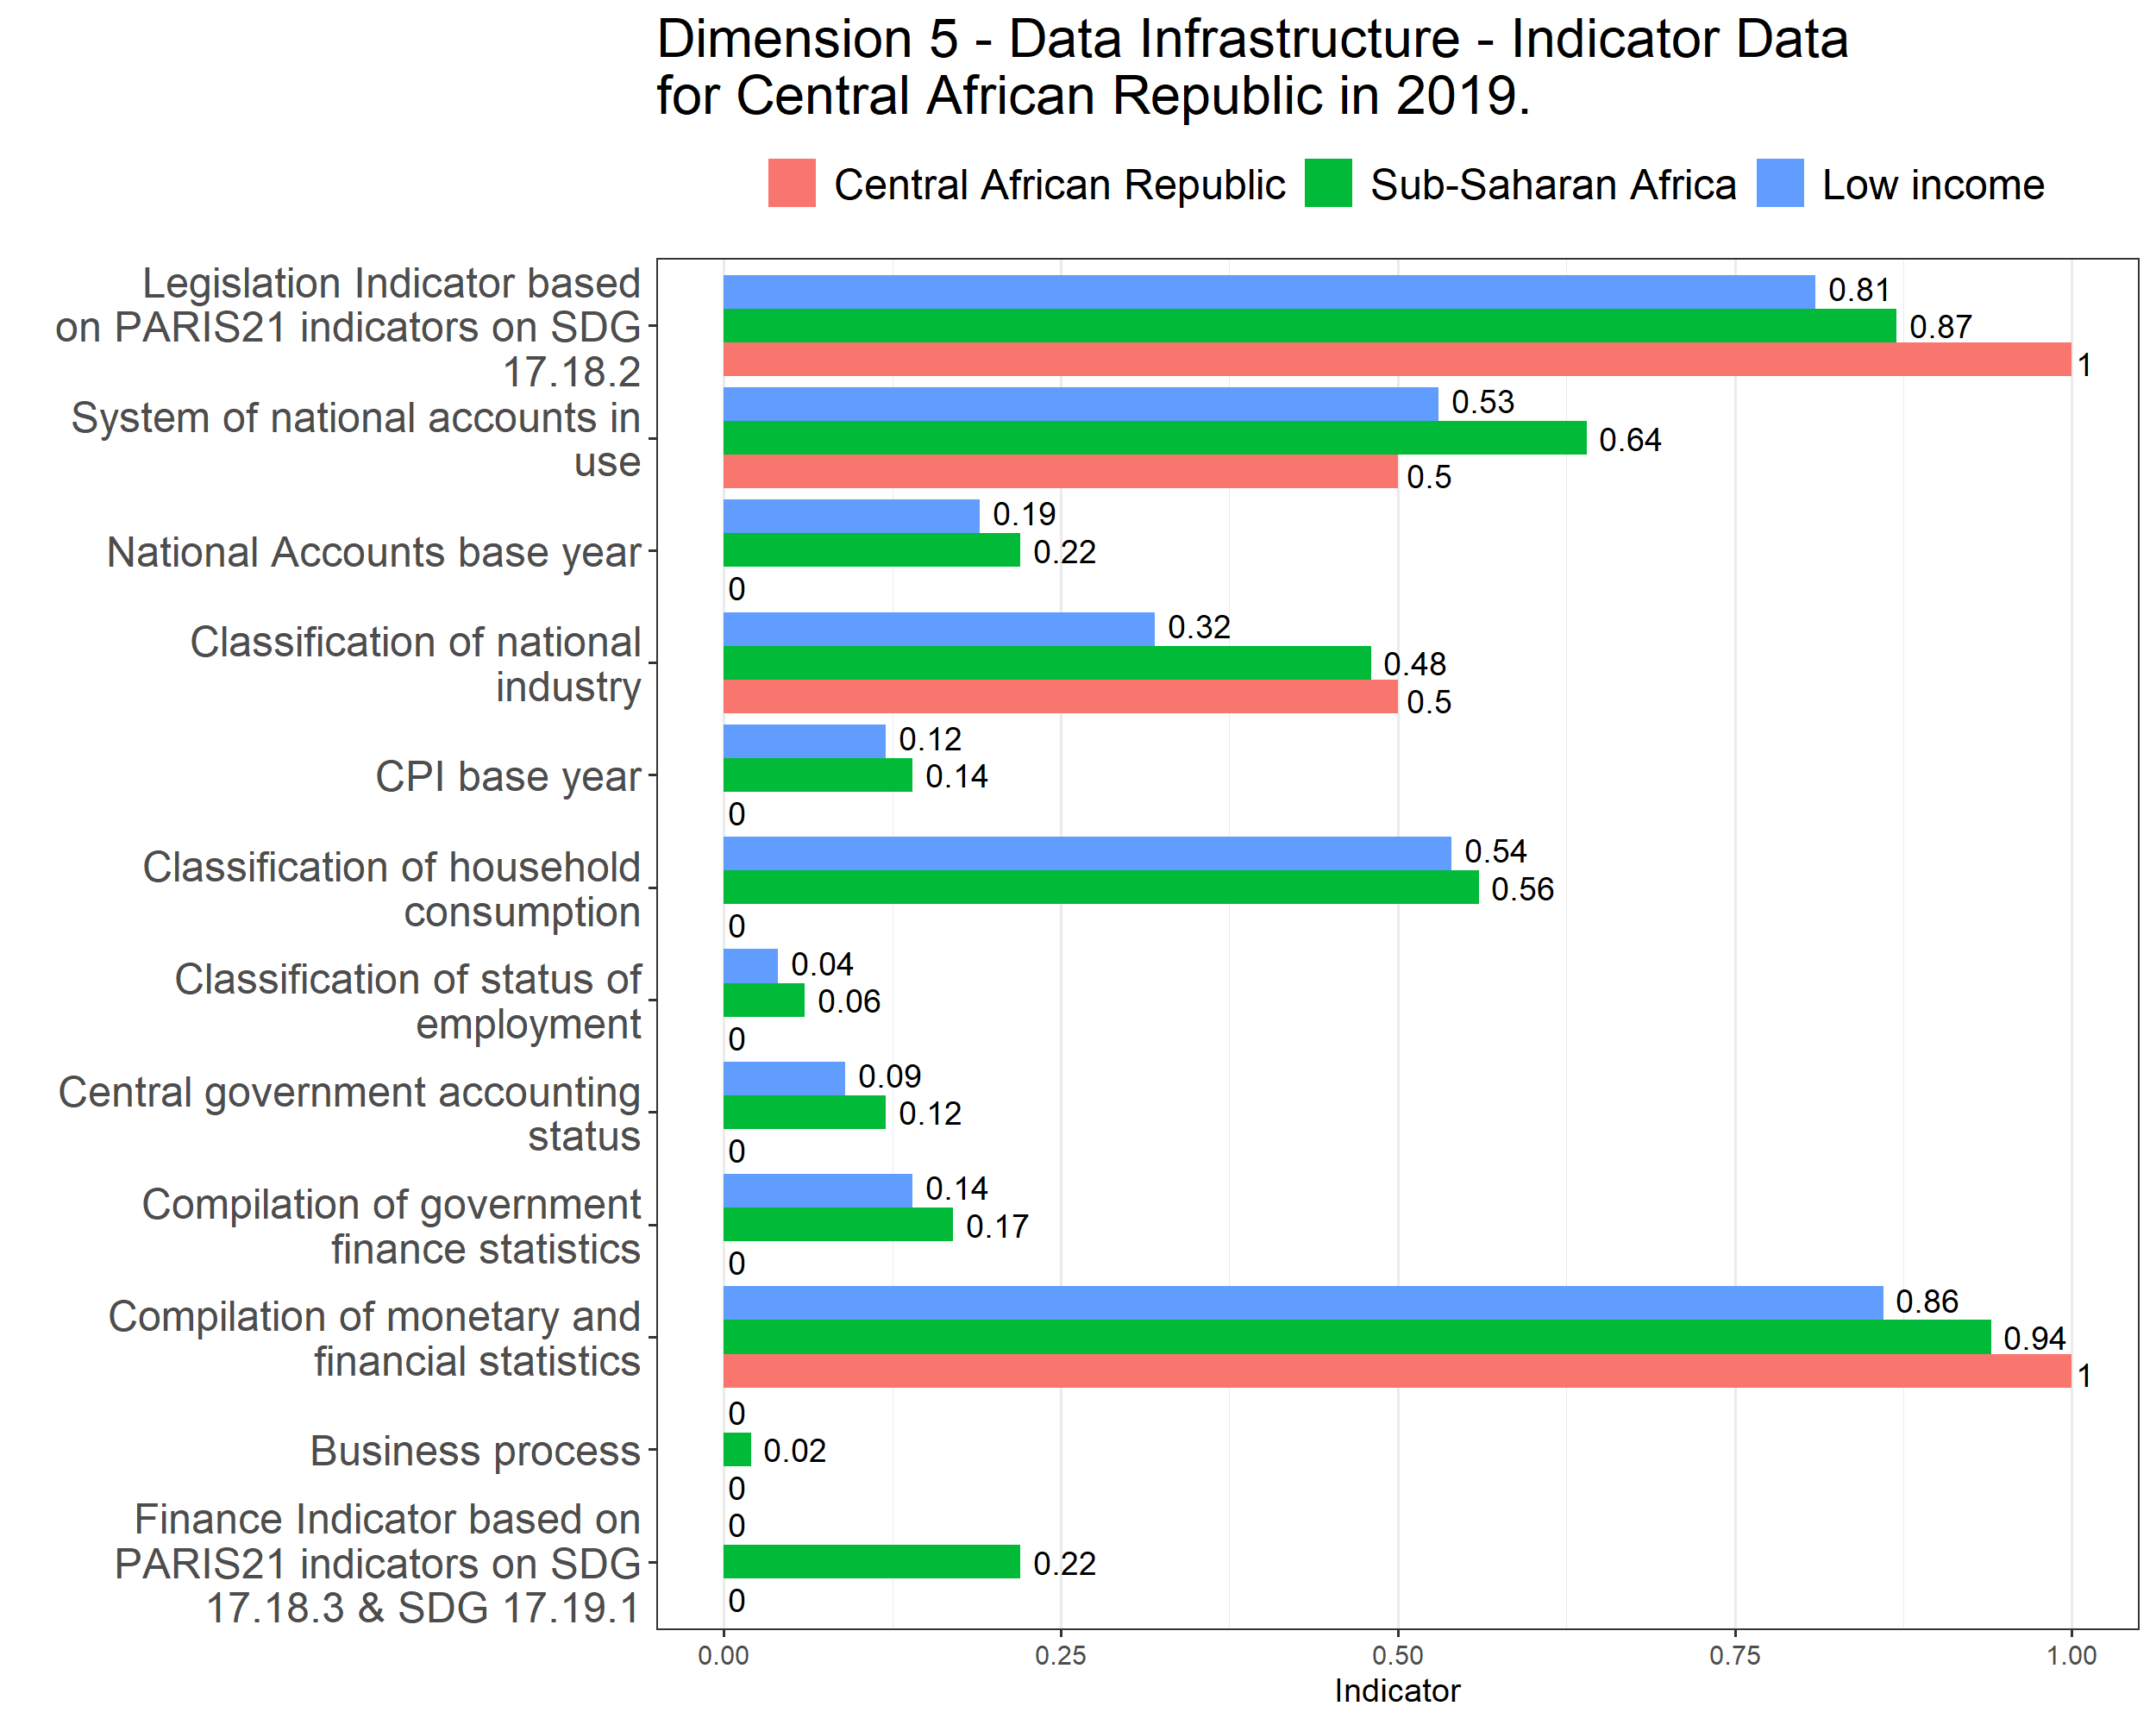 Dimension 5 - Data Infrastructure - Indicator Data
for Central African Republic in 2019.
Central African Republic Sub-Saharan Africa Low income
Legislation Indicator based
on PARIS21 indicators on SDG
17.18.2
0.81
0.87
1
System of national accounts in
use
0.53
0.64
0.5
National Accounts base year
0.19
0.22
0
Classification of national
industry
0.32
0.48
0.5
CPI base year
0.12
0.14
0
Classification of household
consumption
0.54
0.56
0
Classification of status of
employment
0.04
0.06
0
Central government accounting
status
0.09
0.12
0
Compilation of government
finance statistics
0.14
0.17
0
Compilation of monetary and
financial statistics
0.86
0.94
1
Business process
0
0.02
0
Finance Indicator based on
PARIS21 indicators on SDG
17.18.3 & SDG 17.19.1
0
0.22
0
0.00 0.25 0.50 0.75 1.00
Indicator